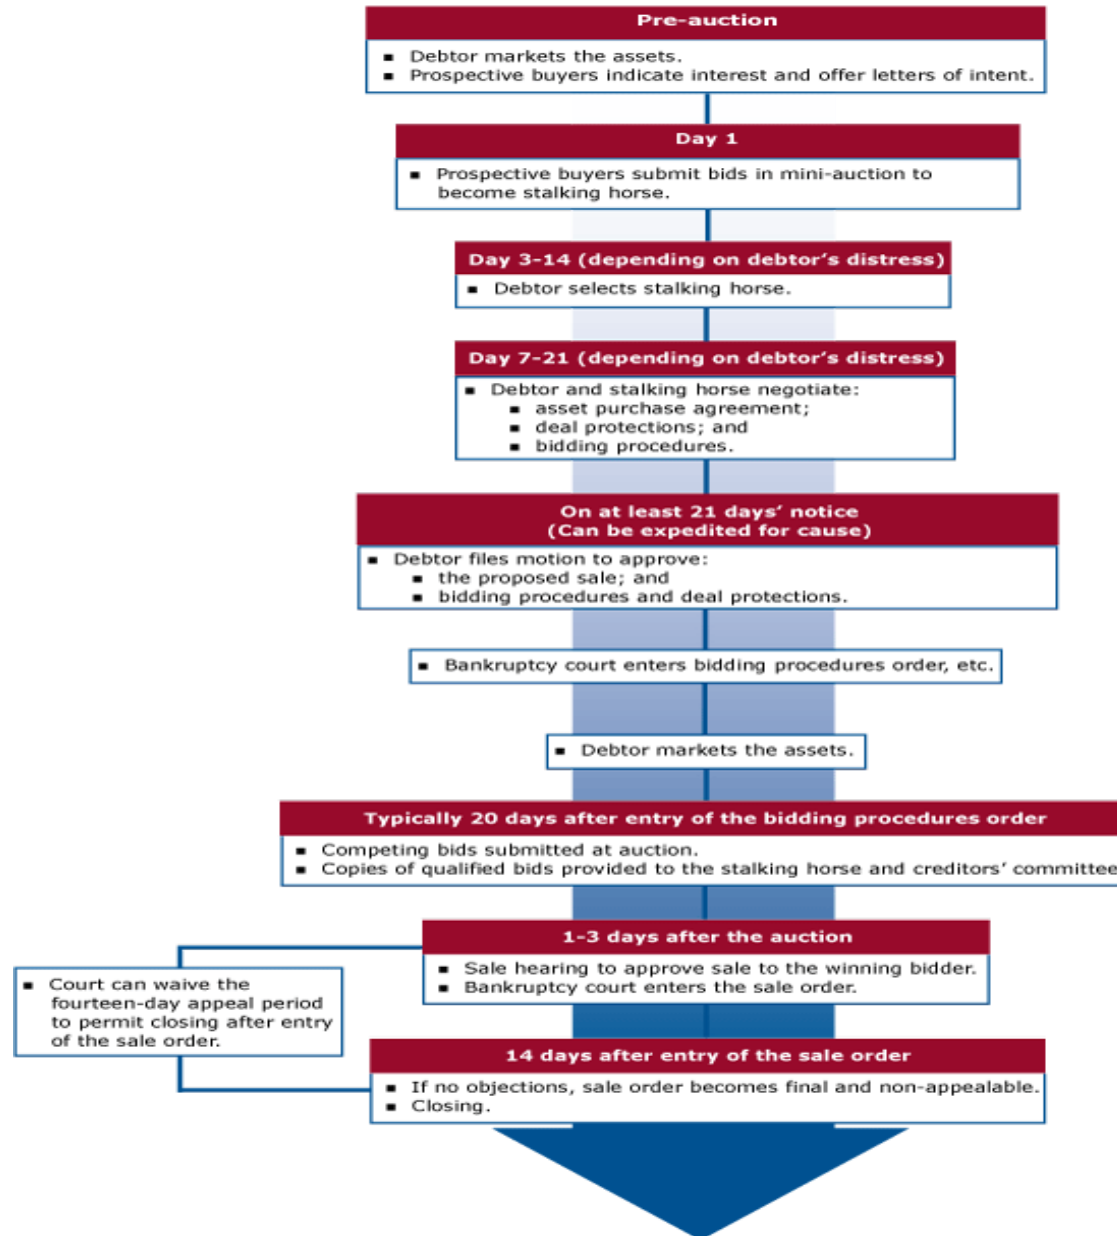 Pre-auction
▪ Debtor markets the assets.
▪ Prospective buyers indicate interest and offer letters of intent.
Day 1
▪ Prospective buyers submit bids in mini-auction to
become stalking horse.
Day 3-14 (depending on debtor's distress)
▪ Debtor selects stalking horse.
Day 7-21 (depending on debtor's distress)
▪ Debtor and stalking horse negotiate:
▪ asset purchase agreement;
▪ deal protections; and
▪ bidding procedures.
On at least 21 days' notice
(Can be expedited for cause)
▪ Debtor files motion to approve:
▪ the proposed sale; and
▪ bidding procedures and deal protections.
▪ Bankruptcy court enters bidding procedures order, etc.
▪ Debtor markets the assets.
Typically 20 days after entry of the bidding procedures order
▪ Competing bids submitted at auction.
▪ Copies of qualified bids provided to the stalking horse and creditors' committee
1-3 days after the auction
▪ Sale hearing to approve sale to the winning bidder.
▪ Bankruptcy court enters the sale order.
▪ Court can waive the
fourteen-day appeal period
to permit closing after entry
of the sale order.
14 days after entry of the sale order
▪ If no objections, sale order becomes final and non-appealable.
▪ Closing.